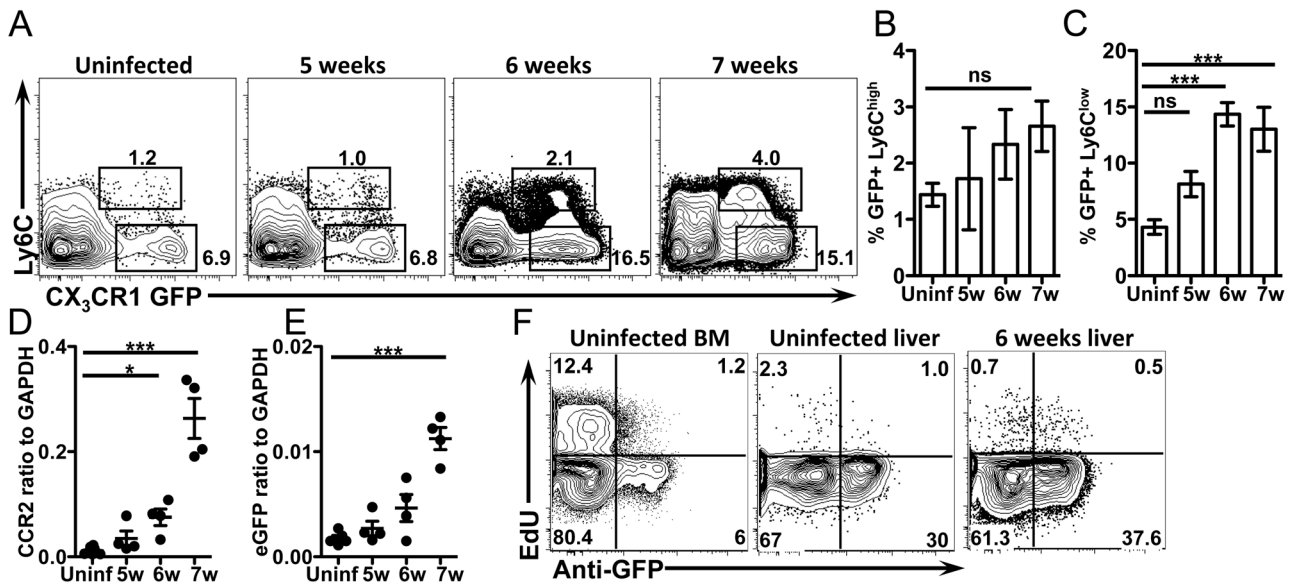 A
Uninfected
5 weeks
6 weeks
7 weeks
Ly6C
1.2
6.9
1.0
6.8
2.1
16.5
4.0
15.1
CX3CR1 GFP
B
% GFP+ Ly6Chigh
4
3
2
1
0
ns
Uninf 5w 6w 7w
C
% GFP+ Ly6Clow
20
15
10
5
0
***
***
ns
Uninf 5w 6w 7w
D
CCR2 ratio to GAPDH
0.4
0.2
0.0
***
*
Uninf 5w 6w 7w
E
eGFP ratio to GAPDH
0.02
0.01
0.00
***
Uninf 5w 6w 7w
F
Uninfected BM
Uninfected liver
6 weeks liver
EdU
12.4 1.2
80.4 6
2.3 1.0
67 30
0.7 0.5
61.3 37.6
Anti-GFP